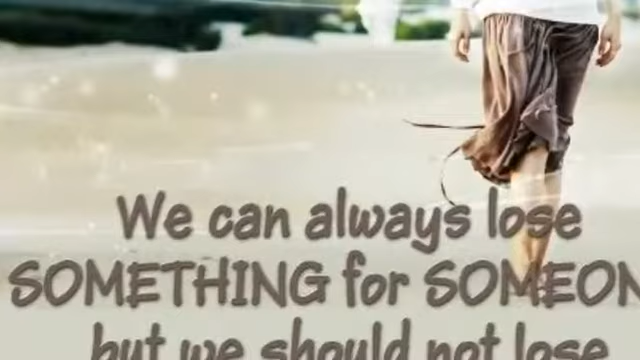 We can always lose
SOMETHING for SOMEON
but we should not lose